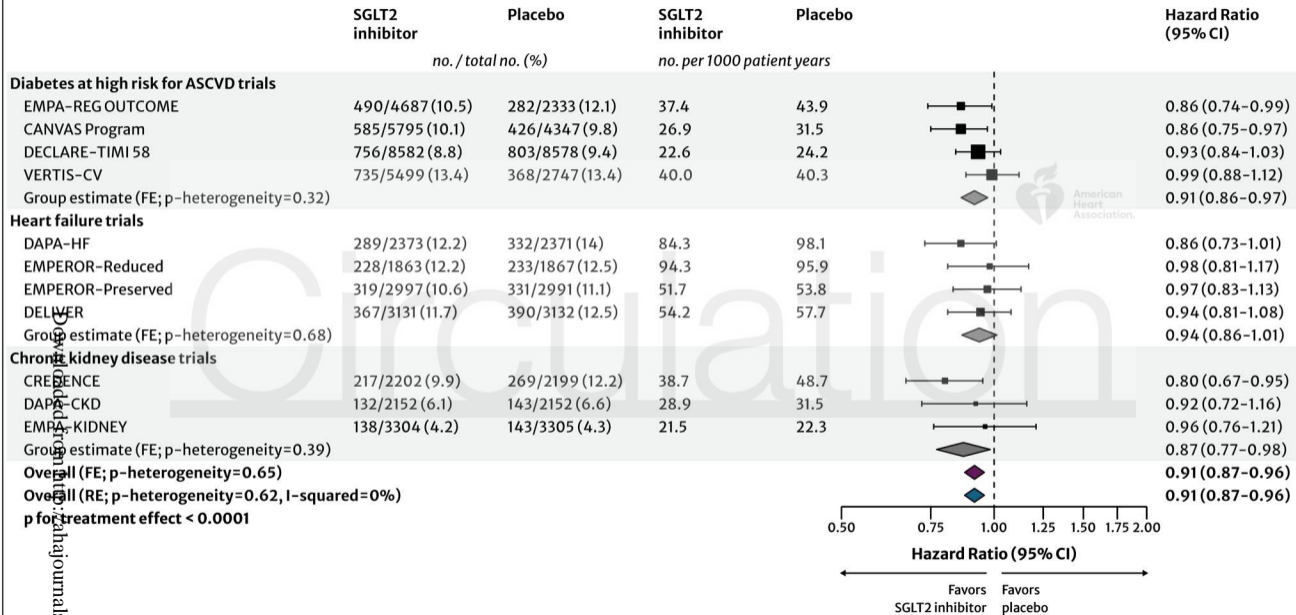 SGLT2 inhibitor Placebo SGLT2 inhibitor Placebo Hazard Ratio (95% CI)
no. / total no. (%) no. per 1000 patient years
Diabetes at high risk for ASCVD trials
EMPA-REG OUTCOME 490/4687 (10.5) 282/2333 (12.1) 37.4 43.9 0.86 (0.74-0.99)
CANVAS Program 585/5795 (10.1) 426/4347 (9.8) 26.9 31.5 0.86 (0.75-0.97)
DECLARE-TIMI 58 756/8582 (8.8) 803/8578 (9.4) 22.6 24.2 0.93 (0.84-1.03)
VERTIS-CV 735/5499 (13.4) 368/2747 (13.4) 40.0 40.3 0.99 (0.88-1.12)
Group estimate (FE; p-heterogeneity=0.32) 0.91 (0.86-0.97)
American
Heart
Association.
Heart failure trials
DAPA-HF 289/2373 (12.2) 332/2371 (14) 84.3 98.1 0.86 (0.73-1.01)
EMPEROR-Reduced 228/1863 (12.2) 233/1867 (12.5) 94.3 95.9 0.98 (0.81-1.17)
EMPEROR-Preserved 319/2997 (10.6) 331/2991 (11.1) 51.7 53.8 0.97 (0.83-1.13)
DELIVER 367/3131 (11.7) 390/3132 (12.5) 54.2 57.7 0.94 (0.81-1.08)
Group estimate (FE; p-heterogeneity=0.68) 0.94 (0.86-1.01)
Circulation
Chronic kidney disease trials
CREDENCE 217/2202 (9.9) 269/2199 (12.2) 38.7 48.7 0.80 (0.67-0.95)
DAPA-CKD 132/2152 (6.1) 143/2152 (6.6) 28.9 31.5 0.92 (0.72-1.16)
EMPA-KIDNEY 138/3304 (4.2) 143/3305 (4.3) 21.5 22.3 0.96 (0.76-1.21)
Group estimate (FE; p-heterogeneity=0.39) 0.87 (0.77-0.98)
Overall (FE; p-heterogeneity=0.65) 0.91 (0.87-0.96)
Overall (RE; p-heterogeneity=0.62, I-squared=0%) 0.91 (0.87-0.96)
p for treatment effect < 0.0001
0.50 0.75 1.00 1.25 1.50 1.75 2.00
Hazard Ratio (95% CI)
Favors SGLT2 inhibitor Favors placebo
Downloaded from http://ahajournals